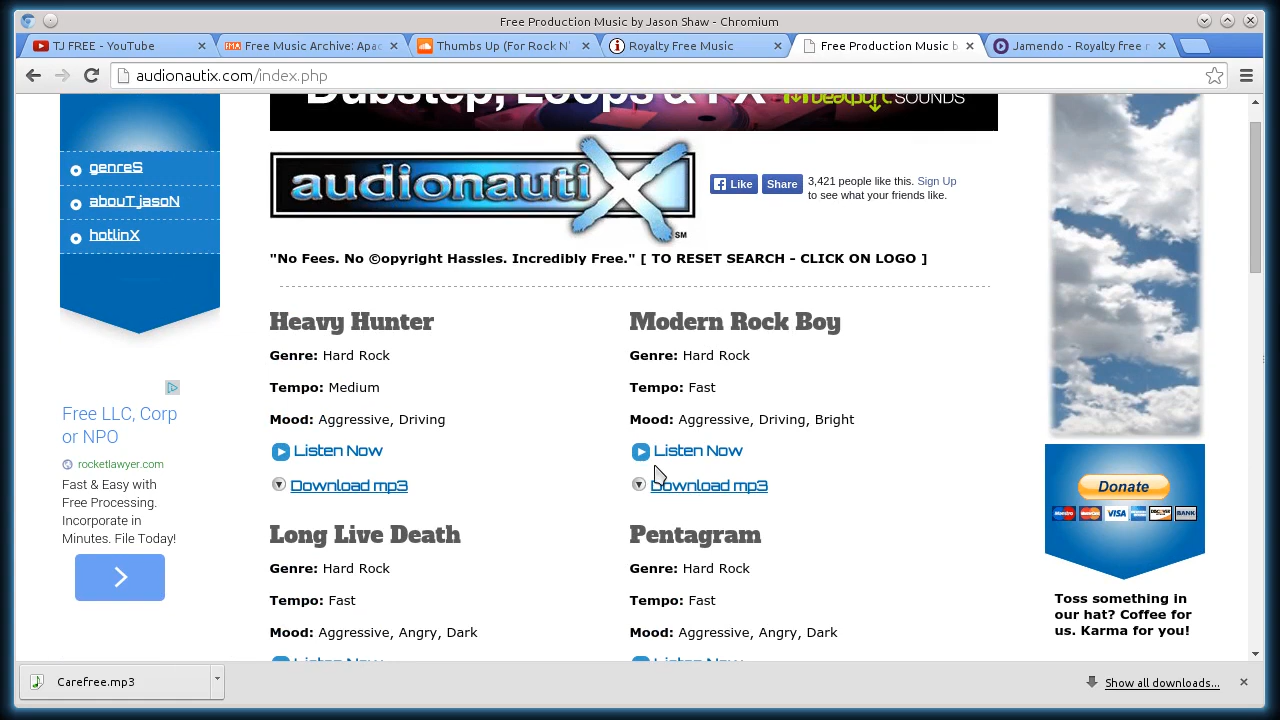 Free Production Music by Jason Shaw - Chromium
TJ FREE - YouTube
Free Music Archive: Apac
Thumbs Up (For Rock N
Royalty Free Music
Free Production Music b
Jamendo - Royalty Free r
audionautix.com/index.php
Dubstep, Loops & FX beatport SOUNDS
genreS
abouT jasoN
hotlinX
audionautiX
SM
Like
Share
3,421 people like this. Sign Up
to see what your friends like.
"No Fees. No ©opyright Hassles. Incredibly Free." [ TO RESET SEARCH - CLICK ON LOGO ]
Heavy Hunter
Genre: Hard Rock
Tempo: Medium
Mood: Aggressive, Driving
Listen Now
Download mp3
Modern Rock Boy
Genre: Hard Rock
Tempo: Fast
Mood: Aggressive, Driving, Bright
Listen Now
Download mp3
Long Live Death
Genre: Hard Rock
Tempo: Fast
Mood: Aggressive, Angry, Dark
Listen Now
Pentagram
Genre: Hard Rock
Tempo: Fast
Mood: Aggressive, Angry, Dark
Listen Now
Free LLC, Corp
or NPO
rocketlawyer.com
Fast & Easy with
Free Processing.
Incorporate in
Minutes. File Today!
Donate
VISA
BANK
Toss something in
our hat? Coffee for
us. Karma for you!
Carefree.mp3
Show all downloads...